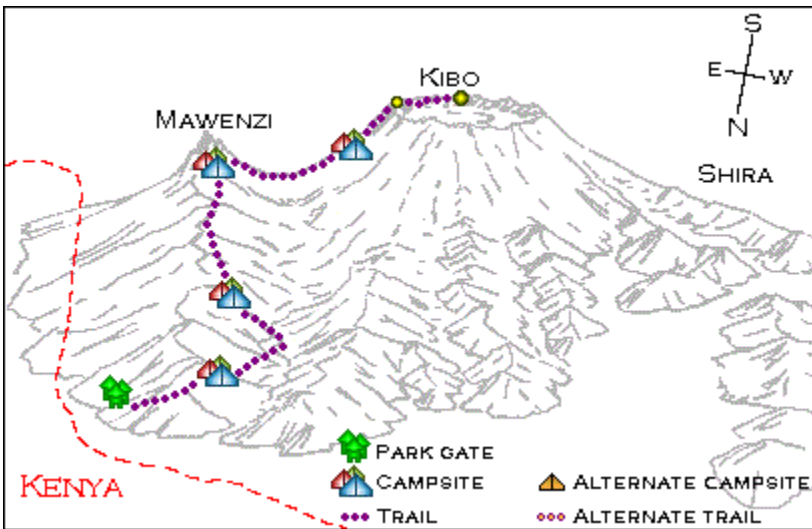 S
E W
N
KIBO
MAWENZI
SHIRA
KENYA
PARK GATE
CAMPSITE
TRAIL
ALTERNATE CAMPSITE
ALTERNATE TRAIL